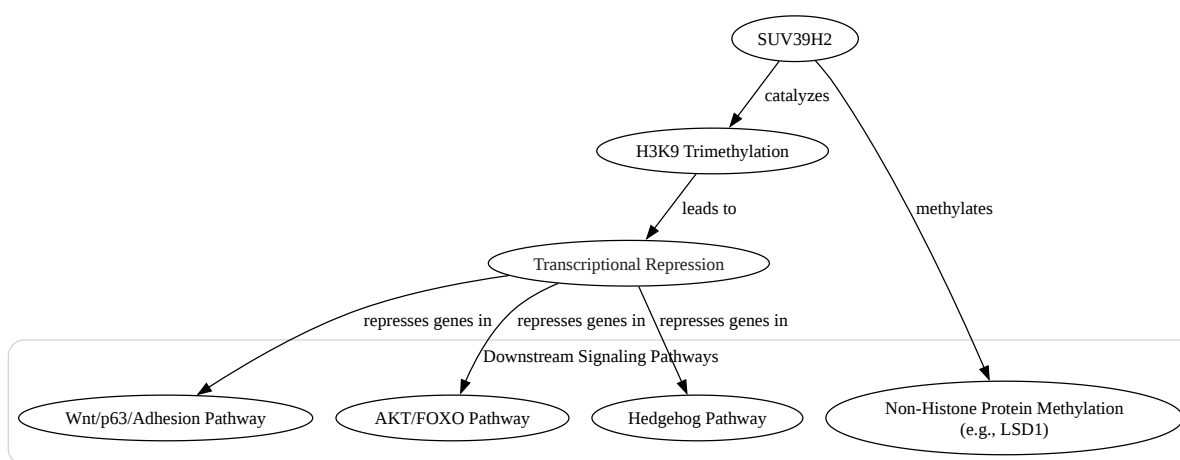 SUV39H2
catalyzes
H3K9 Trimethylation
leads to
methylates
Transcriptional Repression
represses genes in
represses genes in
represses genes in
Downstream Signaling Pathways
Wnt/p63/Adhesion Pathway
AKT/FOXO Pathway
Hedgehog Pathway
Non-Histone Protein Methylation
(e.g., LSD1)